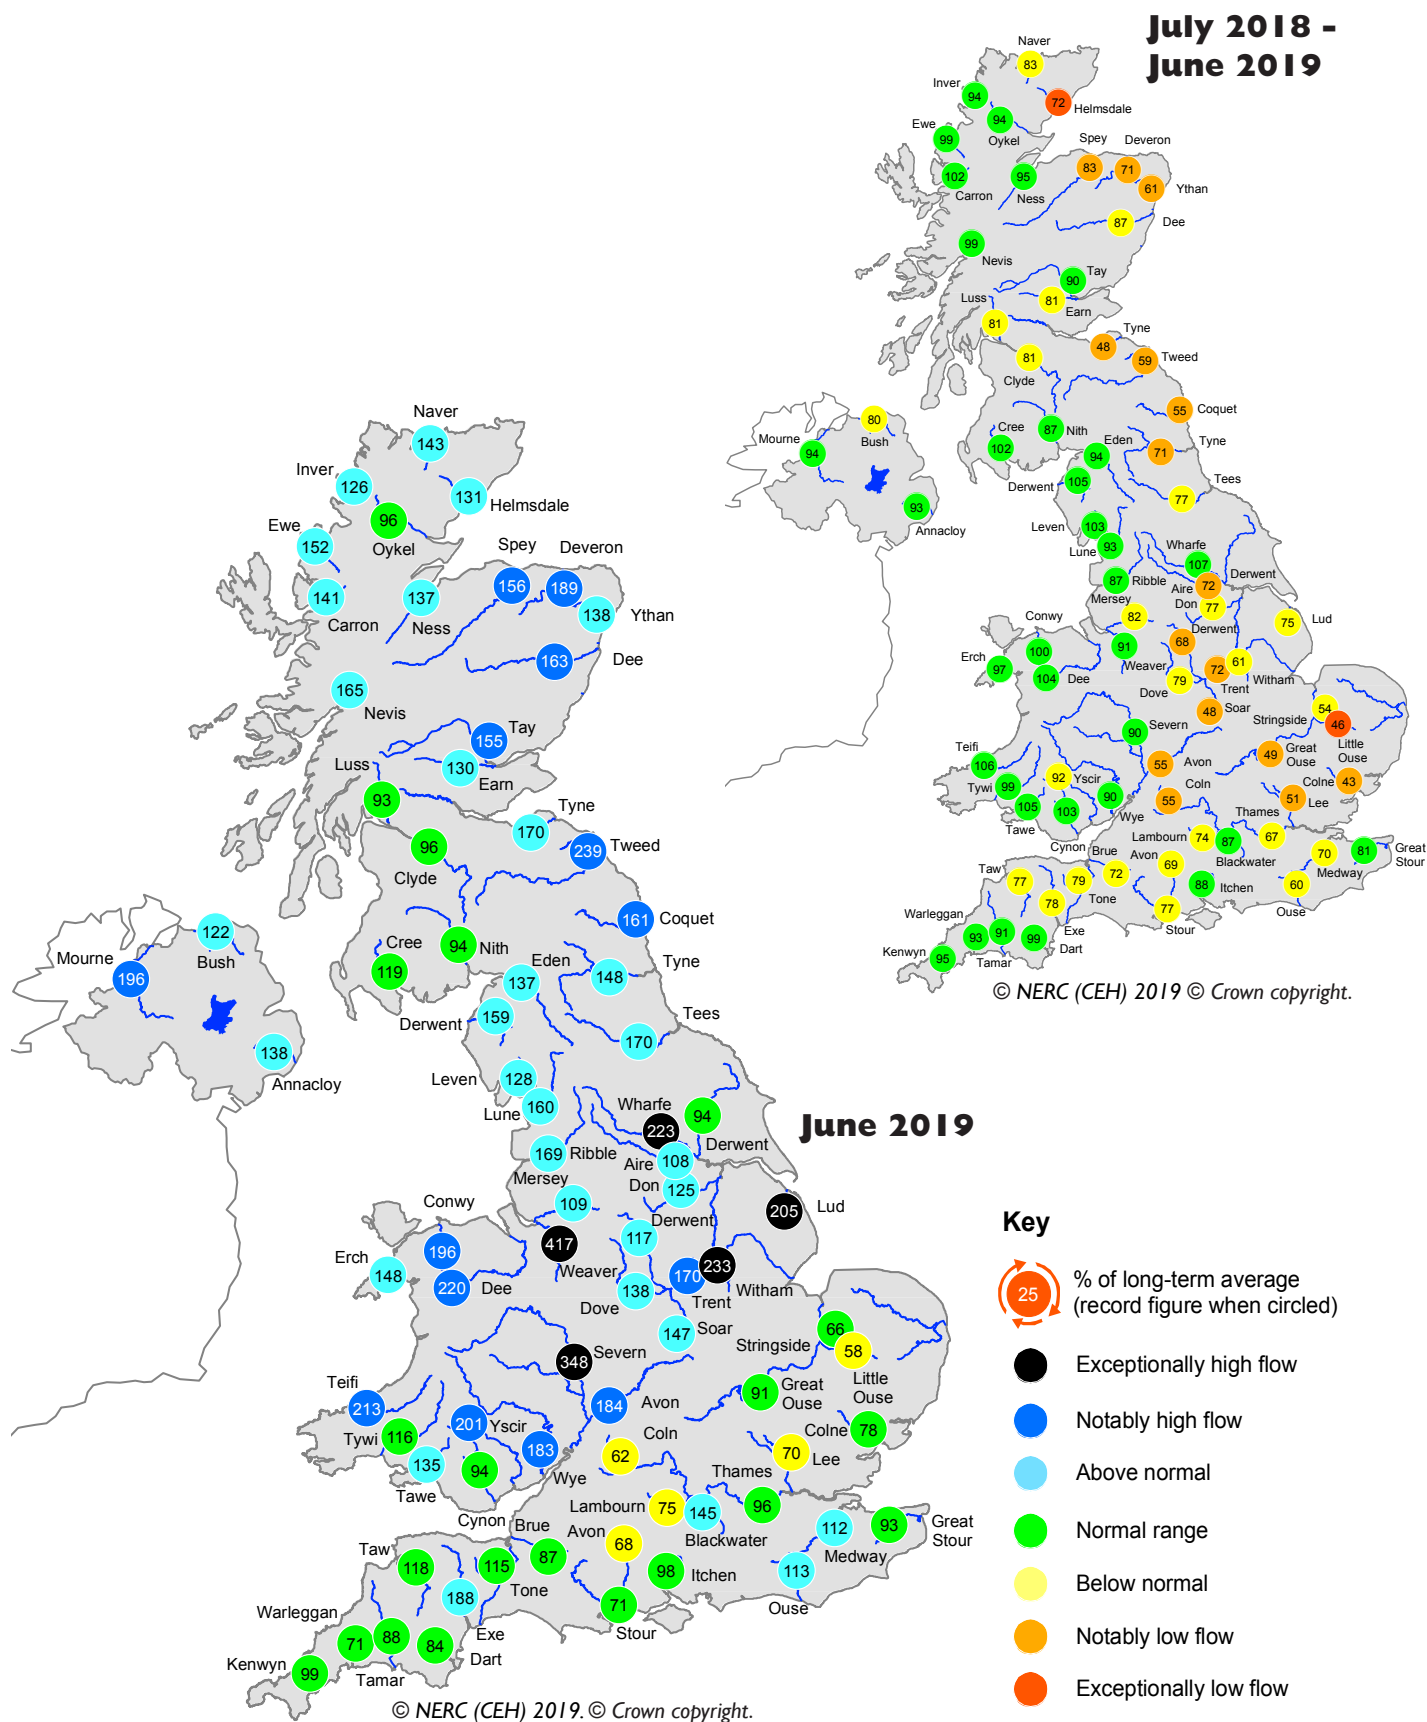 July 2018 -
June 2019
Naver
83
Inver
94
72
Helmsdale
94
Oykel
Ewe
99
Spey
Deveron
83
71
102
95
61
Ythan
Carron
Ness
87
Dee
99
Nevis
Tay
90
Luss
81
Earn
81
Tyne
48
59
Tweed
81
Clyde
55
Coquet
80
Bush
Mourne
94
Cree
87
Nith
102
Eden
94
Tyne
71
Derwent
105
Tees
77
93
Annacloy
Leven
103
Lune
93
Wharfe
107
87
Ribble
Aire
72
Derwent
Mersey
82
Don
77
75
Lud
Conwy
100
91
Weaver
Derwent
68
Erch
97
104
Dee
72
61
Dove
79
Trent
Witham
48
Soar
54
Stringside
46
Little
Ouse
Severn
90
49
Great
Ouse
Teifi
106
55
Avon
Colne
43
92
Yscir
Tywi
99
Coln
55
51
Lee
105
Tawe
103
90
Wye
Thames
Lambourn
74
87
67
Cynon
Brue
Avon
Blackwater
70
81
Great
Stour
Medway
69
72
Taw
77
79
Tone
88
Itchen
60
Ouse
78
77
Stour
Exe
Warleggan
93
91
99
Dart
Kenwyn
95
Tamar
© NERC (CEH) 2019 © Crown copyright.
Naver
143
Inver
126
131
Helmsdale
96
Oykel
Ewe
152
Spey
Deveron
156
189
141
Carron
137
Ness
138
Ythan
163
Dee
165
Nevis
Tay
155
Luss
130
Earn
93
Tyne
170
239
Tweed
96
Clyde
161
Coquet
122
Bush
Mourne
196
Cree
94
Nith
119
Eden
137
Tyne
148
Derwent
159
Tees
170
138
Annacloy
Leven
128
Lune
160
Wharfe
223
94
Derwent
June 2019
169
Ribble
Aire
108
Mersey
Don
125
109
Conwy
196
417
Weaver
Derwent
117
205
Lud
Erch
148
220
Dee
170
233
Dove
138
Trent
Witham
147
Soar
66
Stringside
58
Little
Ouse
348
Severn
91
Great
Ouse
Teifi
213
184
Avon
Colne
78
201
Yscir
Tywi
116
183
Coln
62
70
Lee
135
Tawe
94
Wye
Thames
96
Cynon
Lambourn
75
145
Blackwater
Brue
Avon
112
Medway
93
Great
Stour
68
87
Taw
118
115
Tone
98
Itchen
113
Ouse
188
71
Stour
Warleggan
Exe
71
88
84
Dart
Kenwyn
99
Tamar
© NERC (CEH) 2019. © Crown copyright.
Key
25
% of long-term average
(record figure when circled)
Exceptionally high flow
Notably high flow
Above normal
Normal range
Below normal
Notably low flow
Exceptionally low flow